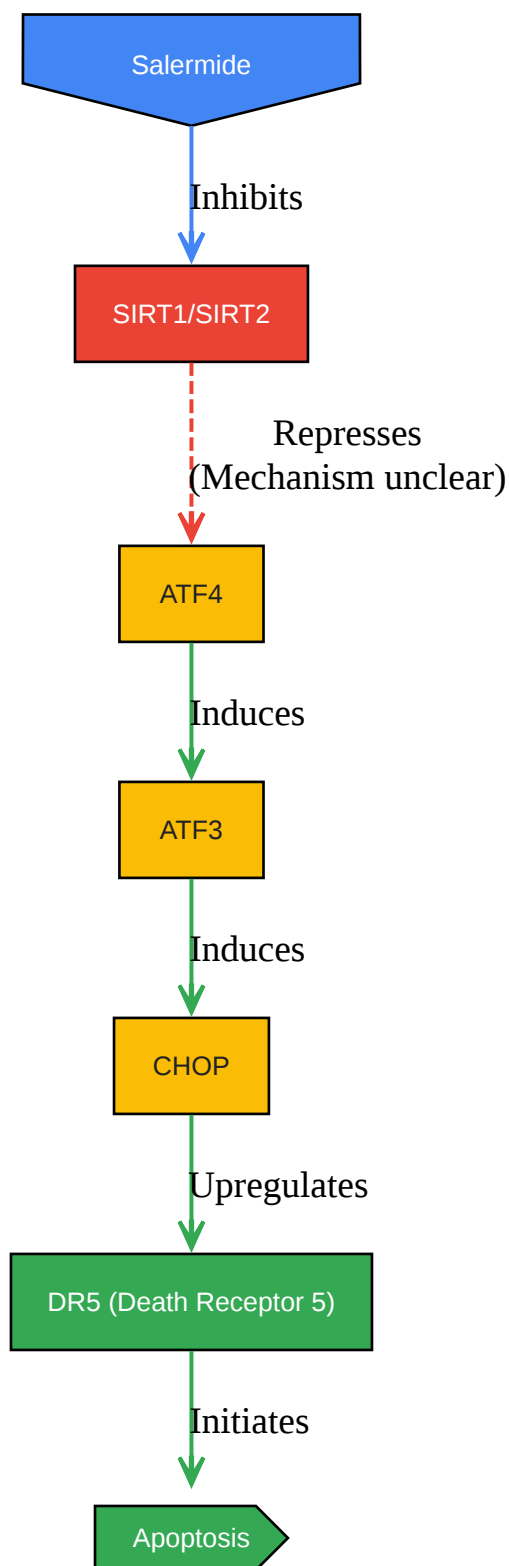 Salermide
Inhibits
SIRT1/SIRT2
Represses
(Mechanism unclear)
ATF4
Induces
ATF3
Induces
CHOP
Upregulates
DR5 (Death Receptor 5)
Initiates
Apoptosis